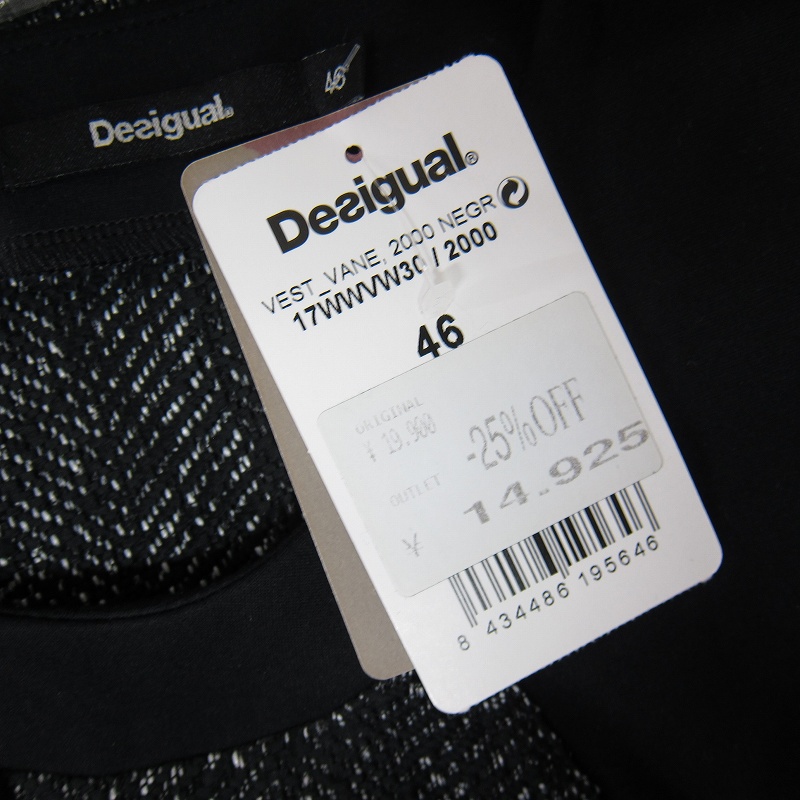 Desigual.
46
Desigual®
VEST_VANE, 2000 NEGR
17WWVW30 / 2000
46
ORIGINAL
¥ 19.900
-25%OFF
OUTLET
¥ 14.925
8 434486 195646